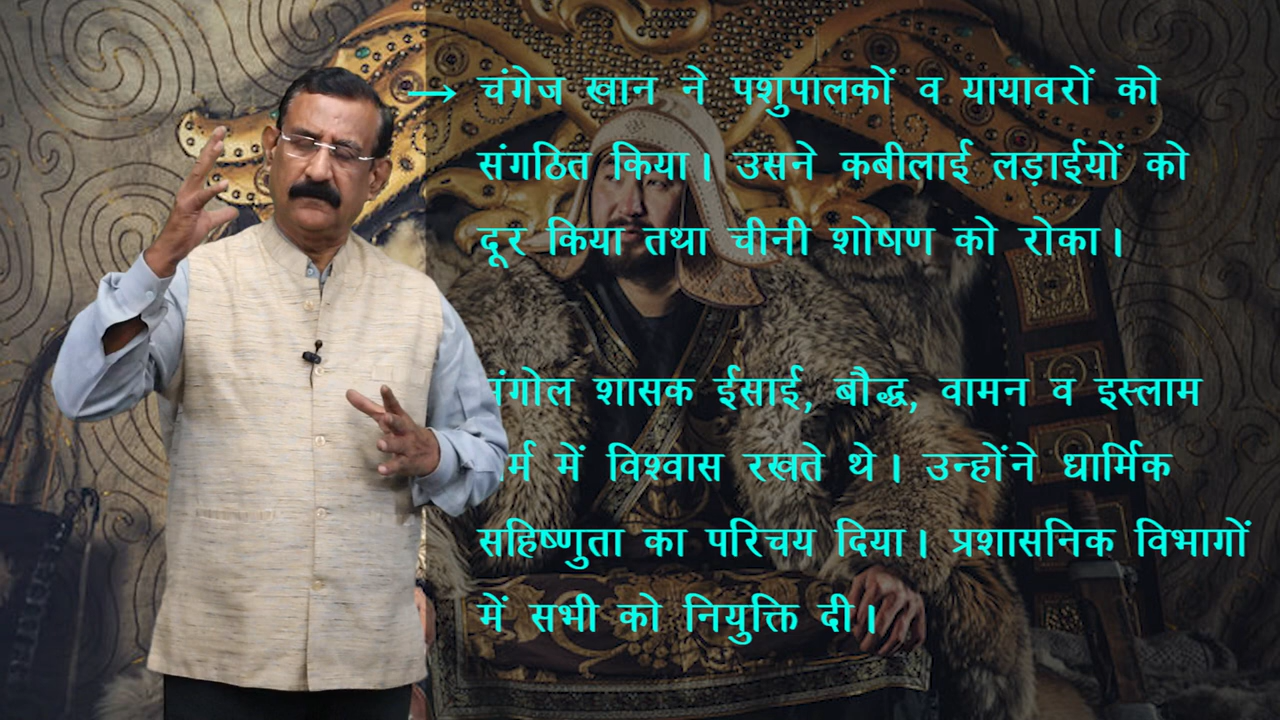 → चंगेज खान ने पशुपालकों व यायावरों को
संगठित किया। उसने कबीलाई लड़ाईयों को
दूर किया तथा चीनी शोषण को रोका।
शासक ईसाई, बौद्ध, वामन व इस्लाम
में विश्वास रखते थे। उन्होंने धार्मिक
सहिष्णुता का परिचय दिया। प्रशासनिक विभागों
में सभी को नियुक्ति दी।